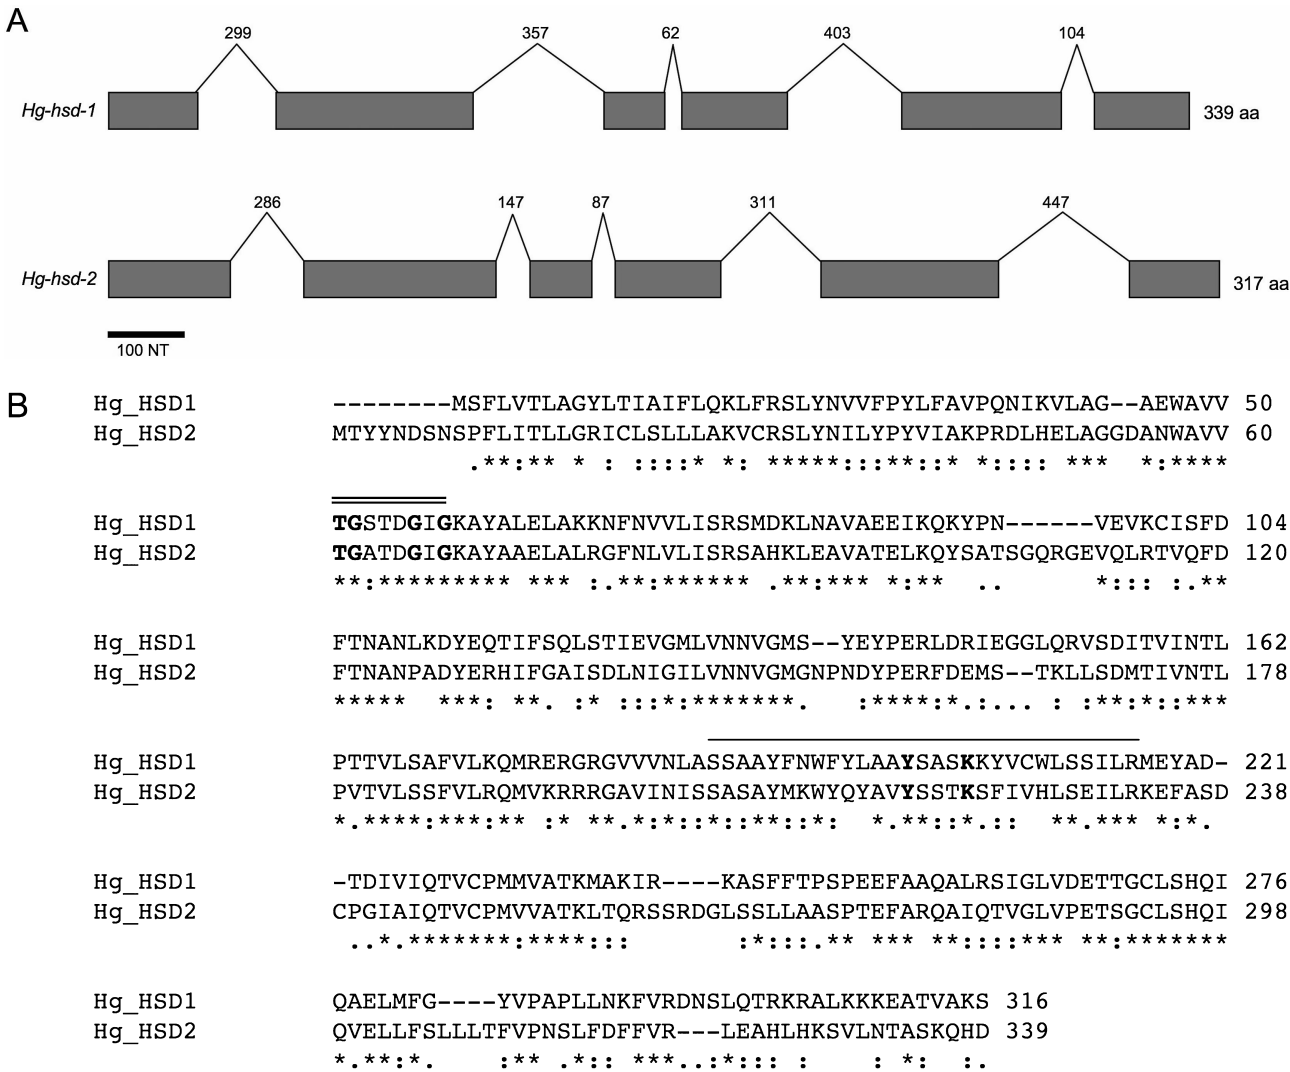 A
299 357 62 403 104
Hg-hsd-1 339 aa
286 147 87 311 447
Hg-hsd-2 317 aa
100 NT
B
Hg_HSD1 --------MSFLVTLAGYLTIAIFLQKLFRSLYNVVFPYLFAVPQNIKVLAG--AEWAVV 50
Hg_HSD2 MTYYNDSNSPFLITLLGRICLSLLLAKVCRSLYNILYPYVIAKPRDLHELAGGDANWAVV 60
.**:** * : :::: * *: *****:::**:* *:::: *** *:****
Hg_HSD1 TGSTDGIGKAYALELAKKNFNVVLISRSMDKLNAVAEEIKQKYPN------VEVKCISFD 104
Hg_HSD2 TGATDGIGKAYAAELALRGFNLVLISRSAHKLEAVATELKQYSATSGQRGEVQLRTVQFD 120
**:********* *** :.**:******* .**:*** *:** .. *::: :.**
Hg_HSD1 FTNANLKDYEQTIFSQLSTIEVGMLVNNVGMS--YEYPERLDRIEGGLQRVSDITVINTL 162
Hg_HSD2 FTNANPADYERHIFGAISDLNIGILVNNVGMGNPNDYPERFDEMS--TKLLSDMTIVNTL 178
***** ***: **. :* :::*:*******. :****:*.:... : :**:*::***
Hg_HSD1 PTTVLSAFVLKQMRERGRGVVVNLASSAAYFNWFYLAAYSASKKYVCWLSSILRMEYAD- 221
Hg_HSD2 PVTVLSSFVLRQMVKRRRGAVINISSASAYMKWYQYAVYSSTKSFIVHLSEILRKEFASD 238
*.****:***:** :* **.*:*::*::**::*: *.**::*.:: **.*** *:*.
Hg_HSD1 -TDIVIQTVCPMMVATKMAKIR----KASFFTPSPEEFAAQALRSIGLVDETTGCLSHQI 276
Hg_HSD2 CPGIAIQTVCPMVVATKLTQRSSRDGLSSLLAASPTEFARQAIQTVGLVPETSGCLSHQI 298
..*.*******:****::: :*:::.** *** **::::*** **:*******
Hg_HSD1 QAELMFG----YVPAPLLNKFVRDNSLQTRKRALKKKEATVAKS 316
Hg_HSD2 QVELLFSLLLTFVPNSLFDFFVR---LEAHLHKSVLNTASKQHD 339
*.**:*. :** .*:: ***..:*::: : : *: :.